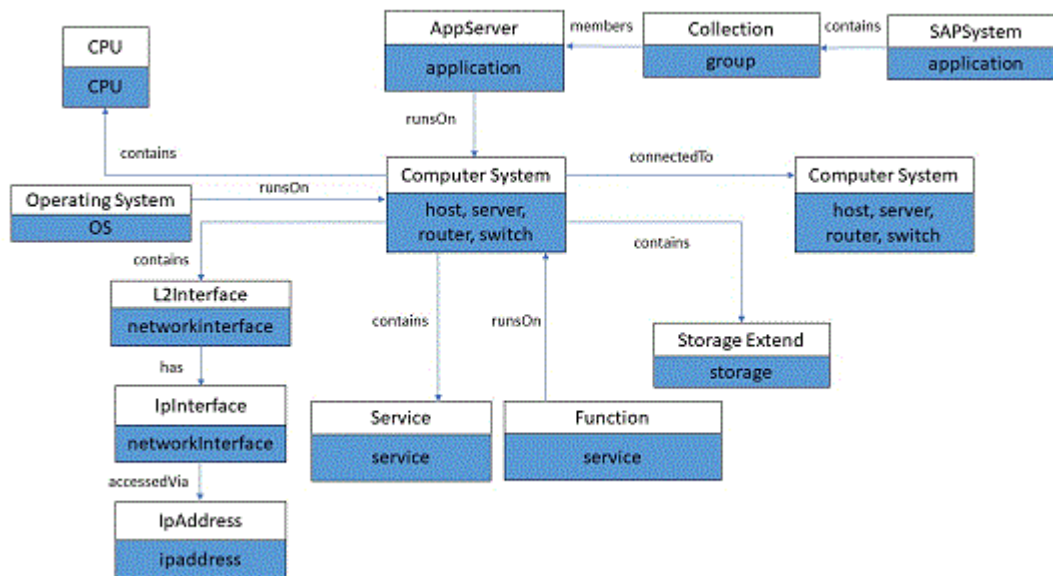 CPU
CPU
AppServer
application
members
Collection
group
contains
SAPSystem
application
runsOn
contains
Computer System
host, server,
router, switch
connectedTo
Computer System
host, server,
router, switch
Operating System
OS
runsOn
contains
L2Interface
networkinterface
has
IpInterface
networkInterface
accessedVia
IpAddress
ipaddress
contains
Service
service
runsOn
Function
service
contains
Storage Extend
storage